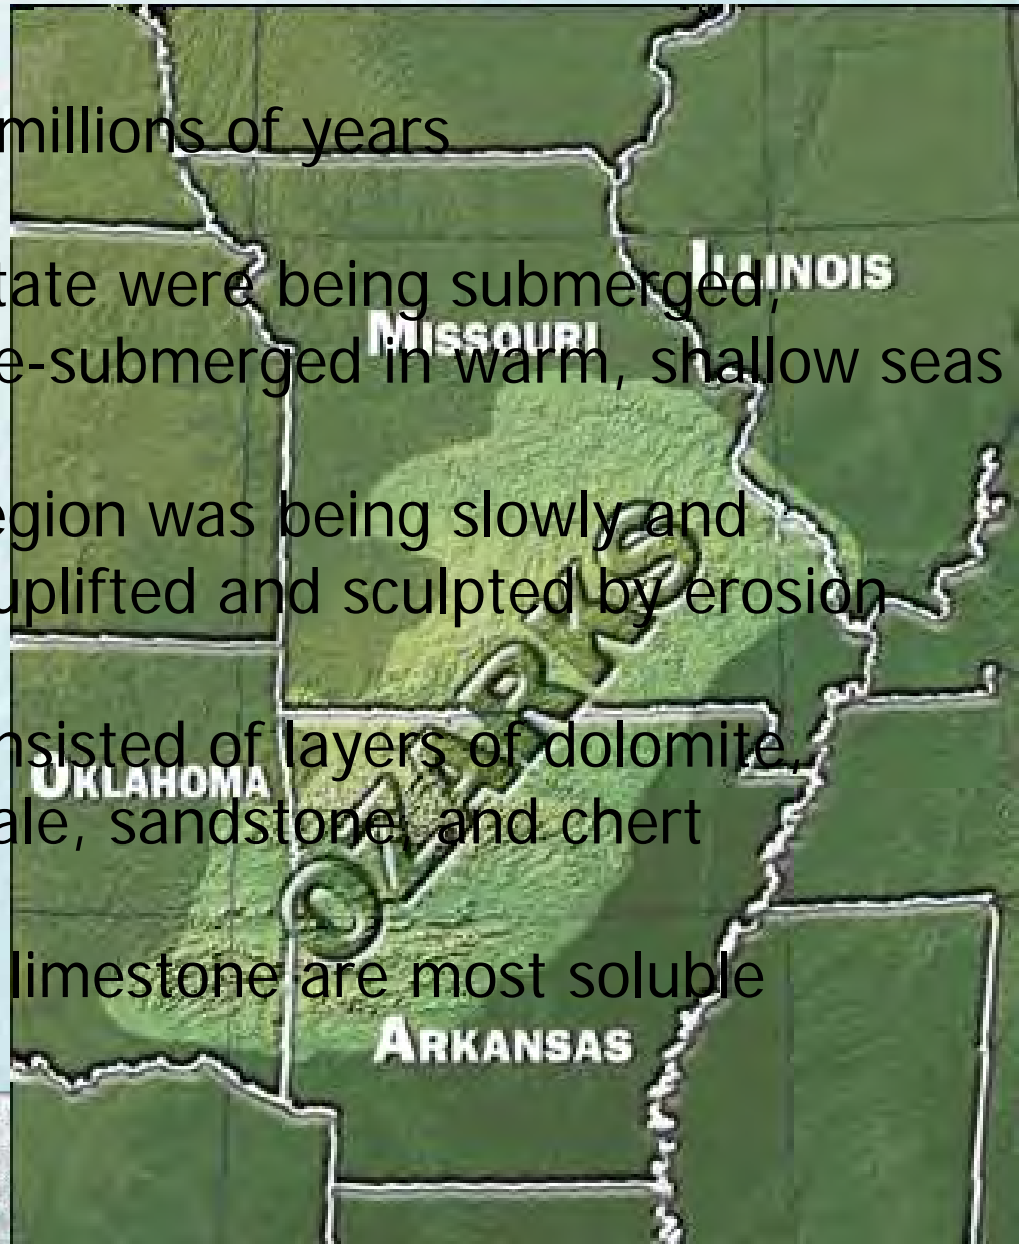 millions of years
ILLINOIS
tate were being submerged,
MISSOURI
e-submerged in warm, shallow seas
egion was being slowly and
uplifted and sculpted by erosion
OZARKS
nsisted of layers of dolomite,
OKLAHOMA
ale, sandstone, and chert
limestone are most soluble
ARKANSAS